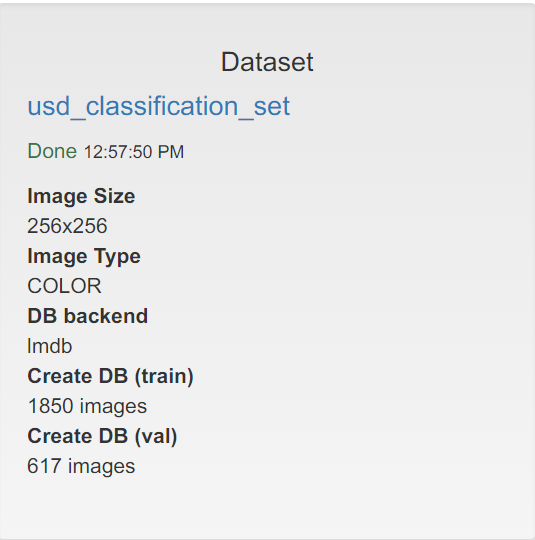 Dataset
usd_classification_set
Done 12:57:50 PM
Image Size
256x256
Image Type
COLOR
DB backend
lmdb
Create DB (train)
1850 images
Create DB (val)
617 images